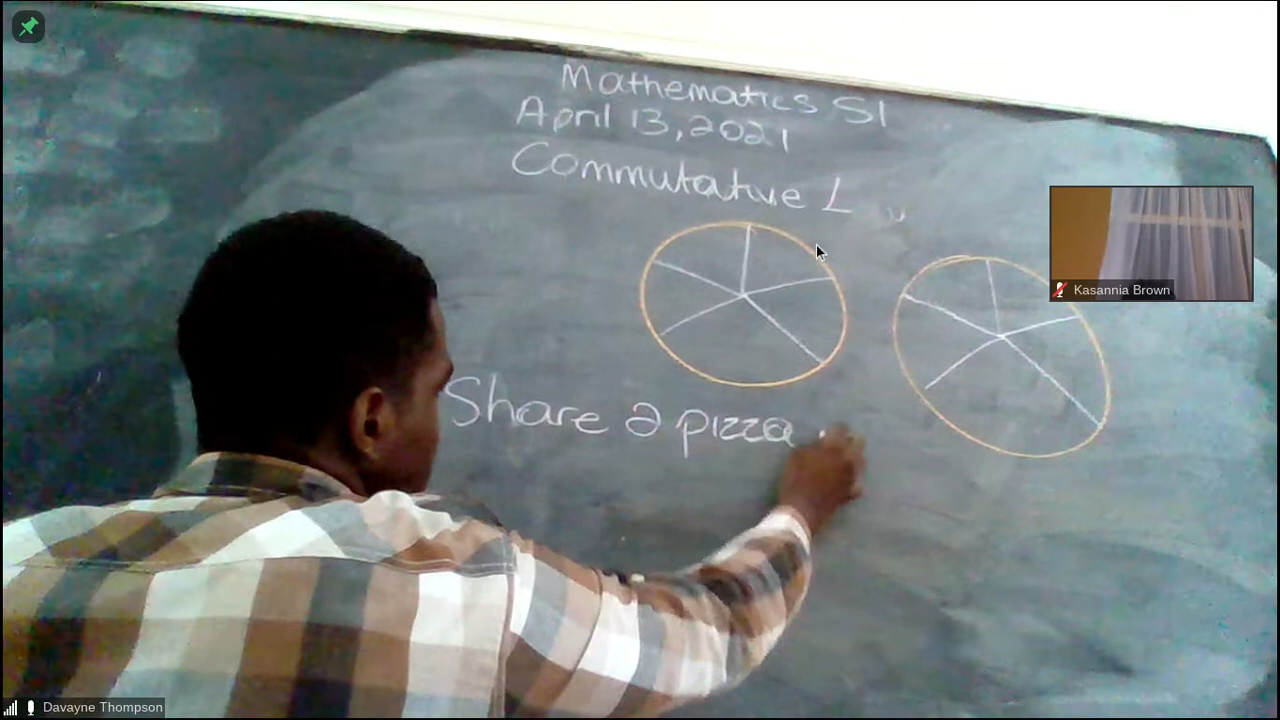 Mathematics S1
April 13, 2021
Commutative L
Share a pizza
Kasannia Brown
Davayne Thompson